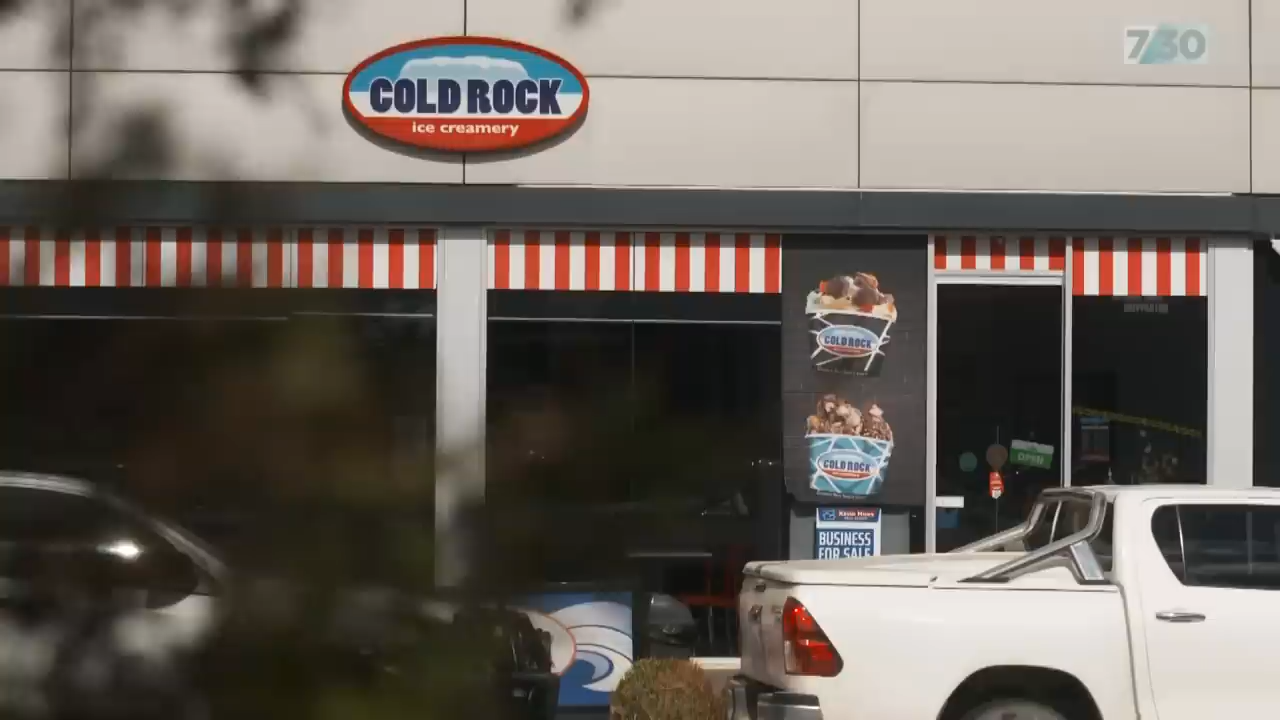 7/30
COLD ROCK
ice creamery
COLD ROCK
COLD ROCK
OPEN
BUSINESS
FOR SALE